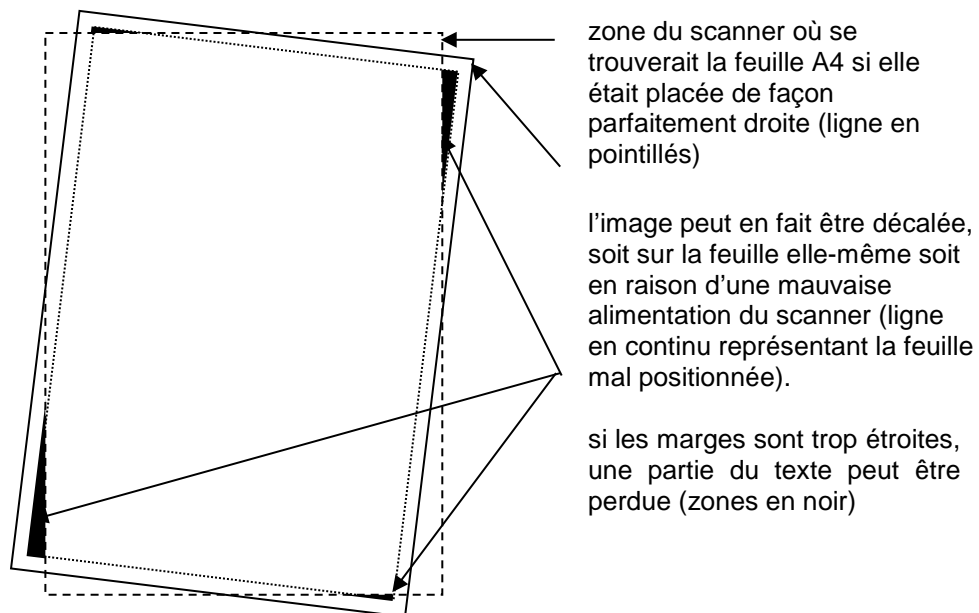 zone du scanner où se
trouverait la feuille A4 si elle
était placée de façon
parfaitement droite (ligne en
pointillés)
l'image peut en fait être décalée,
soit sur la feuille elle-même soit
en raison d'une mauvaise
alimentation du scanner (ligne
en continu représentant la feuille
mal positionnée).
si les marges sont trop étroites,
une partie du texte peut être
perdue (zones en noir)